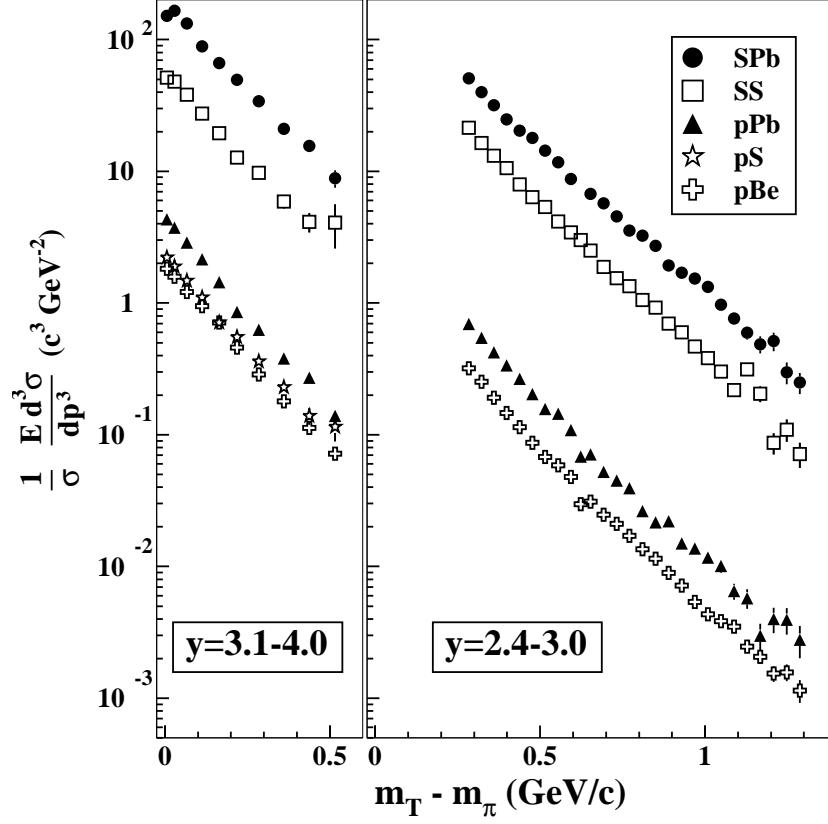 10²
10
1
10⁻¹
10⁻²
10⁻³
1/σ E d³σ/dp³ (c³ GeV⁻²)
SPb
SS
pPb
pS
pBe
y=3.1-4.0
y=2.4-3.0
0 0.5
0 0.5 1
m_T - m_π (GeV/c)